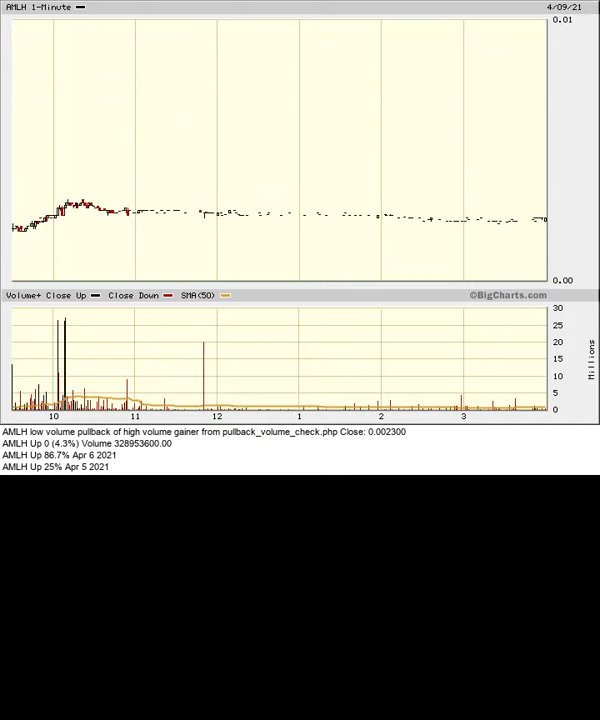 AMLH 1-Minute 4/09/21
0.01
0.00
Volume+ Close Up Close Down SMA(50) ©BigCharts.com
30
25
20
15
10
5
0
Millions
10 11 12 1 2 3
AMLH low volume pullback of high volume gainer from pullback_volume_check.php Close: 0.002300
AMLH Up 0 (4.3%) Volume 328953600.00
AMLH Up 86.7% Apr 6 2021
AMLH Up 25% Apr 5 2021